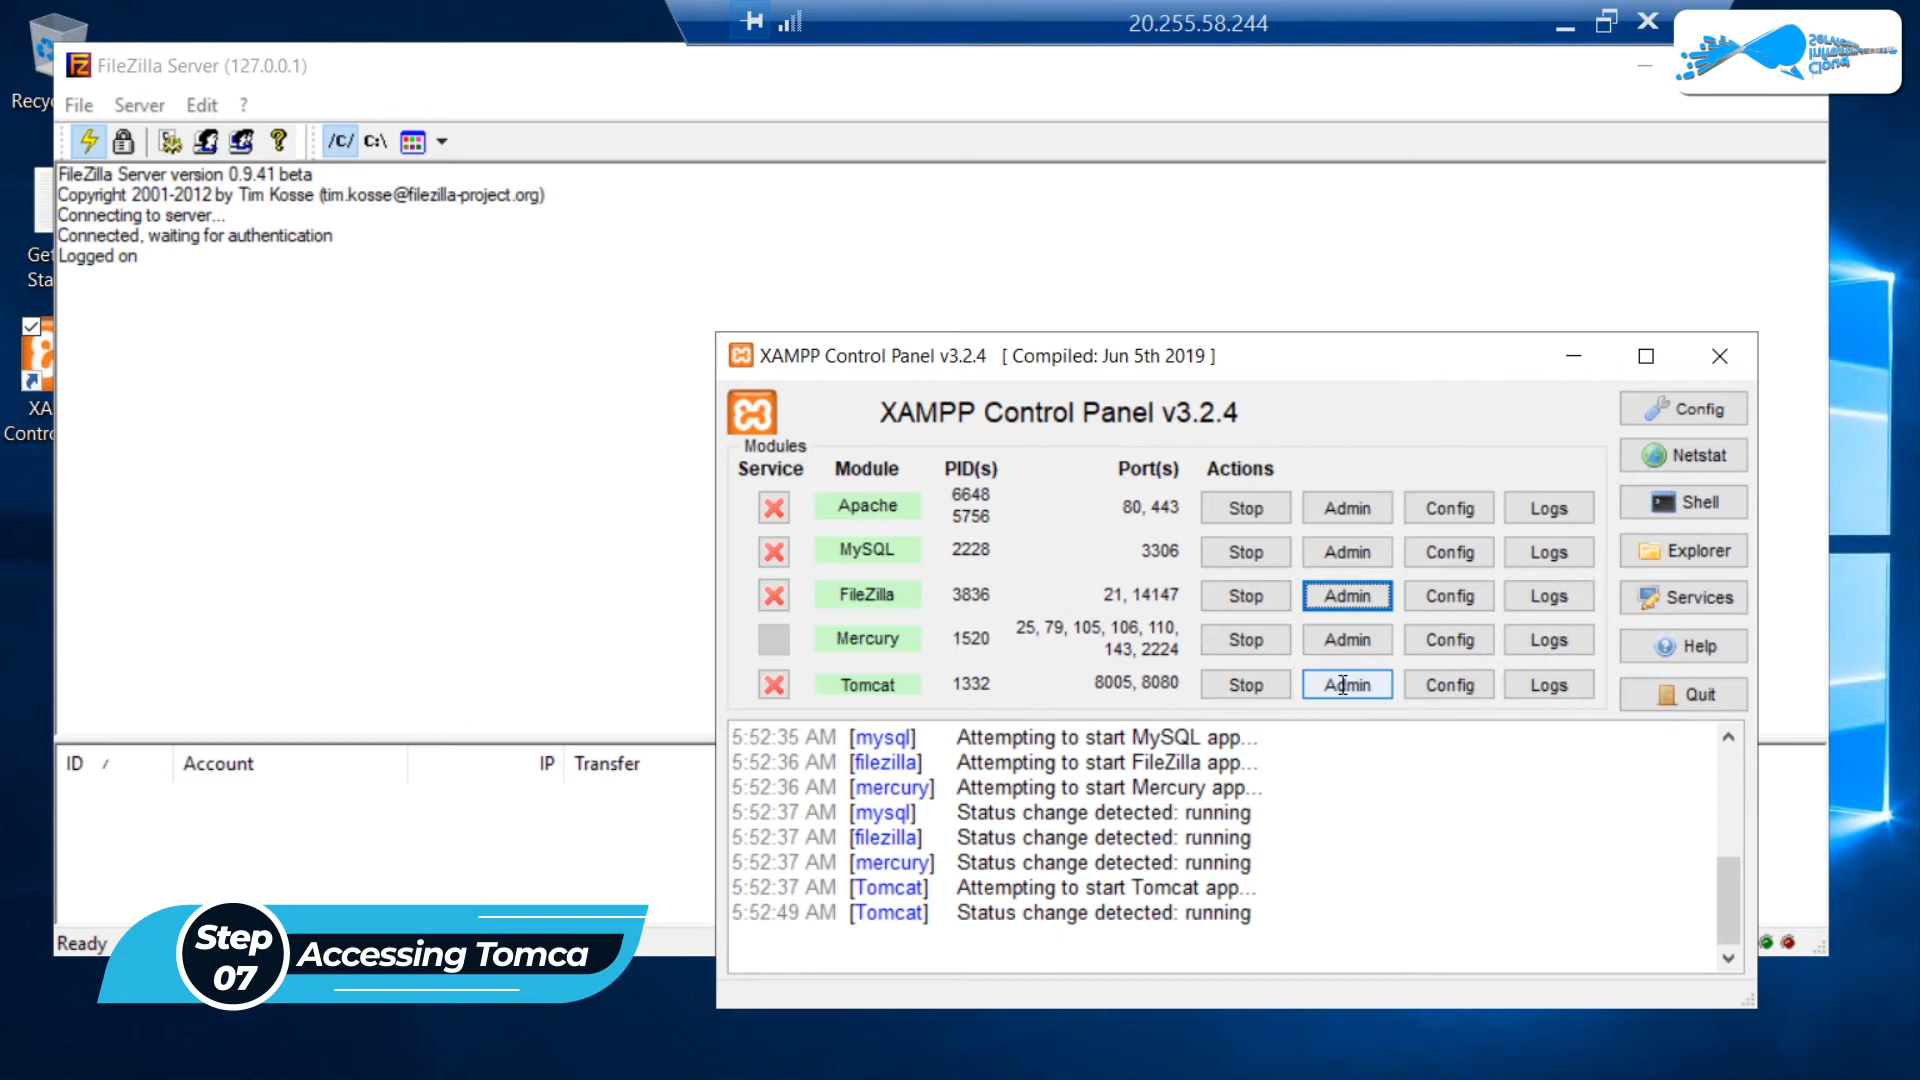 20.255.58.244
FileZilla Server (127.0.0.1)
File Server Edit ?
/C/ C:\
FileZilla Server version 0.9.41 beta
Copyright 2001-2012 by Tim Kosse (tim.kosse@filezilla-project.org)
Connecting to server...
Connected, waiting for authentication
Logged on
ID / Account IP Transfer
Ready
XAMPP Control Panel v3.2.4 [ Compiled: Jun 5th 2019 ]
XAMPP Control Panel v3.2.4
Modules
Service Module PID(s) Port(s) Actions
Apache 6648 5756 80, 443 Stop Admin Config Logs
MySQL 2228 3306 Stop Admin Config Logs
FileZilla 3836 21, 14147 Stop Admin Config Logs
Mercury 1520 25, 79, 105, 106, 110, 143, 2224 Stop Admin Config Logs
Tomcat 1332 8005, 8080 Stop Admin Config Logs
Config
Netstat
Shell
Explorer
Services
Help
Quit
5:52:35 AM [mysql] Attempting to start MySQL app...
5:52:36 AM [filezilla] Attempting to start FileZilla app...
5:52:36 AM [mercury] Attempting to start Mercury app...
5:52:37 AM [mysql] Status change detected: running
5:52:37 AM [filezilla] Status change detected: running
5:52:37 AM [mercury] Status change detected: running
5:52:37 AM [Tomcat] Attempting to start Tomcat app...
5:52:49 AM [Tomcat] Status change detected: running
Recyc
Get
Sta
XA
Contro
Step
07
Accessing Tomca